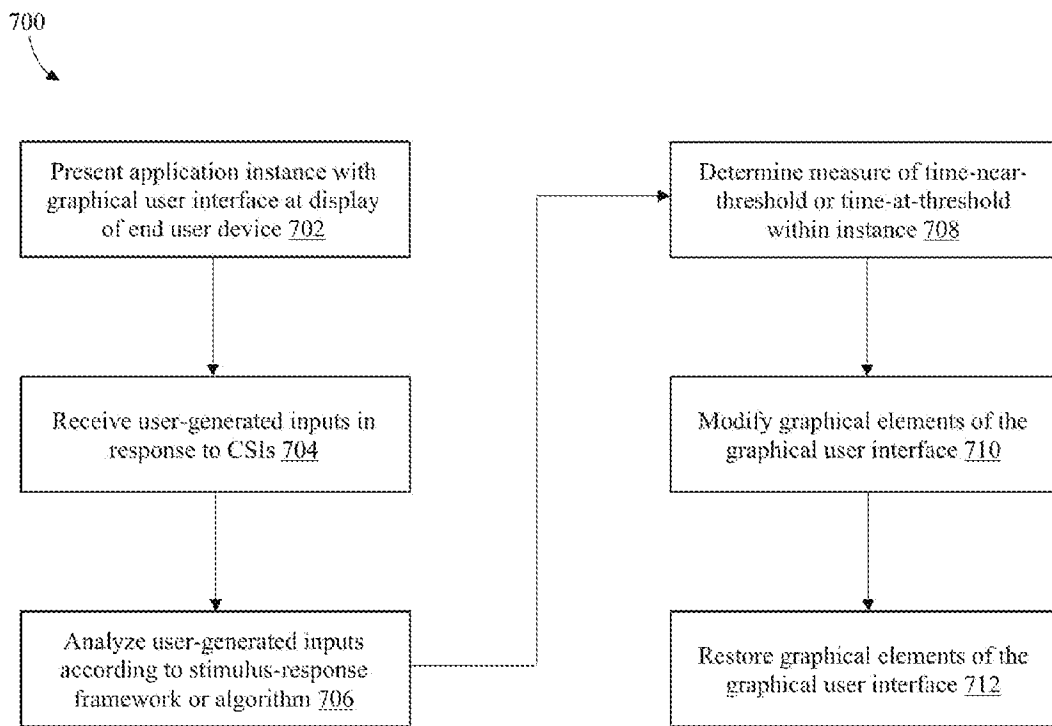 700
Present application instance with
graphical user interface at display
of end user device 702
Receive user-generated inputs in
response to CSIs 704
Analyze user-generated inputs
according to stimulus-response
framework or algorithm 706
Determine measure of time-near-
threshold or time-at-threshold
within instance 708
Modify graphical elements of the
graphical user interface 710
Restore graphical elements of the
graphical user interface 712